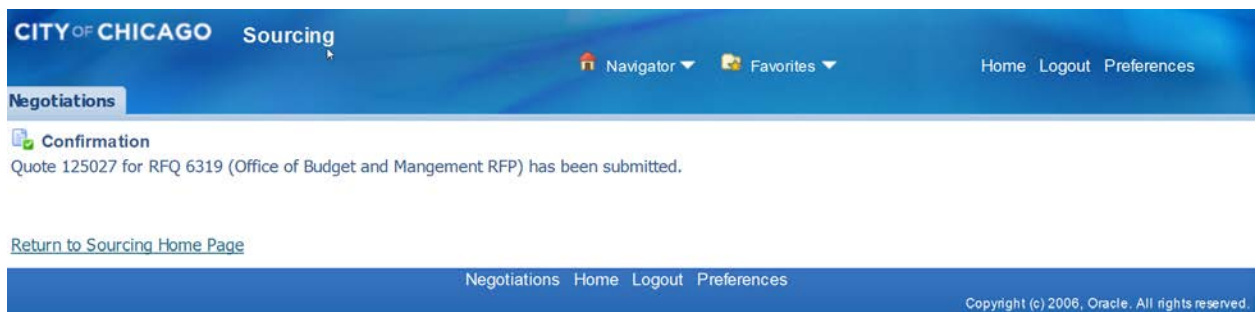 CITY OF CHICAGO Sourcing
Navigator Favorites Home Logout Preferences
Negotiations
Confirmation
Quote 125027 for RFQ 6319 (Office of Budget and Mangement RFP) has been submitted.
Return to Sourcing Home Page
Negotiations Home Logout Preferences
Copyright (c) 2006, Oracle. All rights reserved.